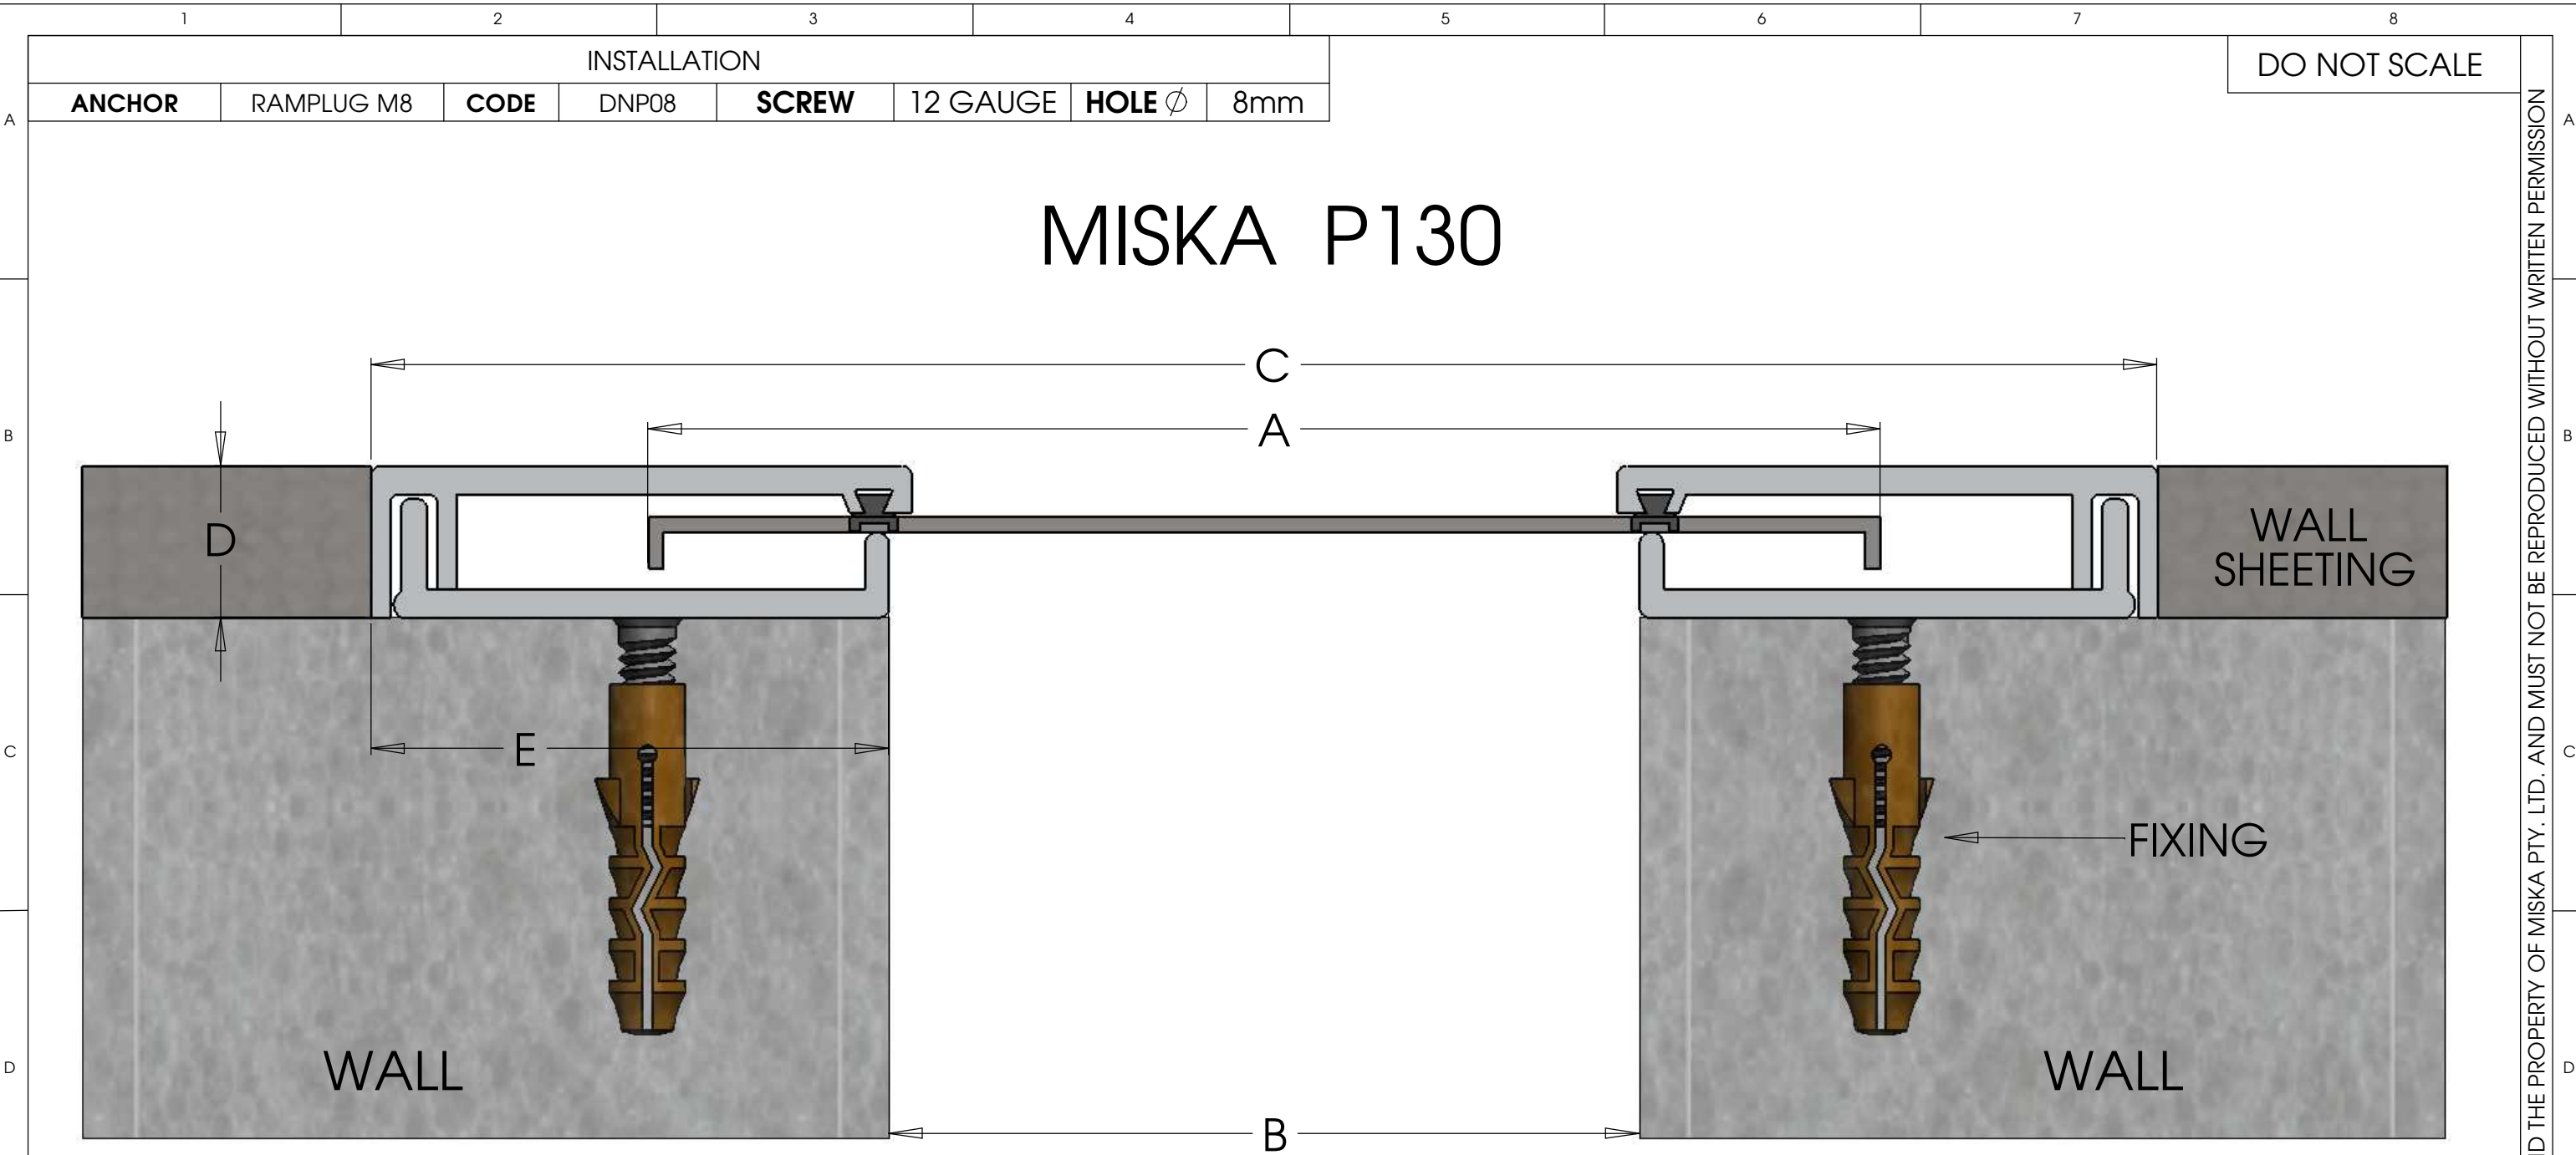 1 2 3 4 5 6 7 8
INSTALLATION
DO NOT SCALE
ANCHOR RAMPLUG M8 CODE DNP08 SCREW 12 GAUGE HOLE ∅ 8mm
A A
MISKA P130
C
A
B B
D
WALL
SHEETING
E
C C
FIXING
WALL
WALL
D D
B
D THE PROPERTY OF MISKA PTY. LTD. AND MUST NOT BE REPRODUCED WITHOUT WRITTEN PERMISSION